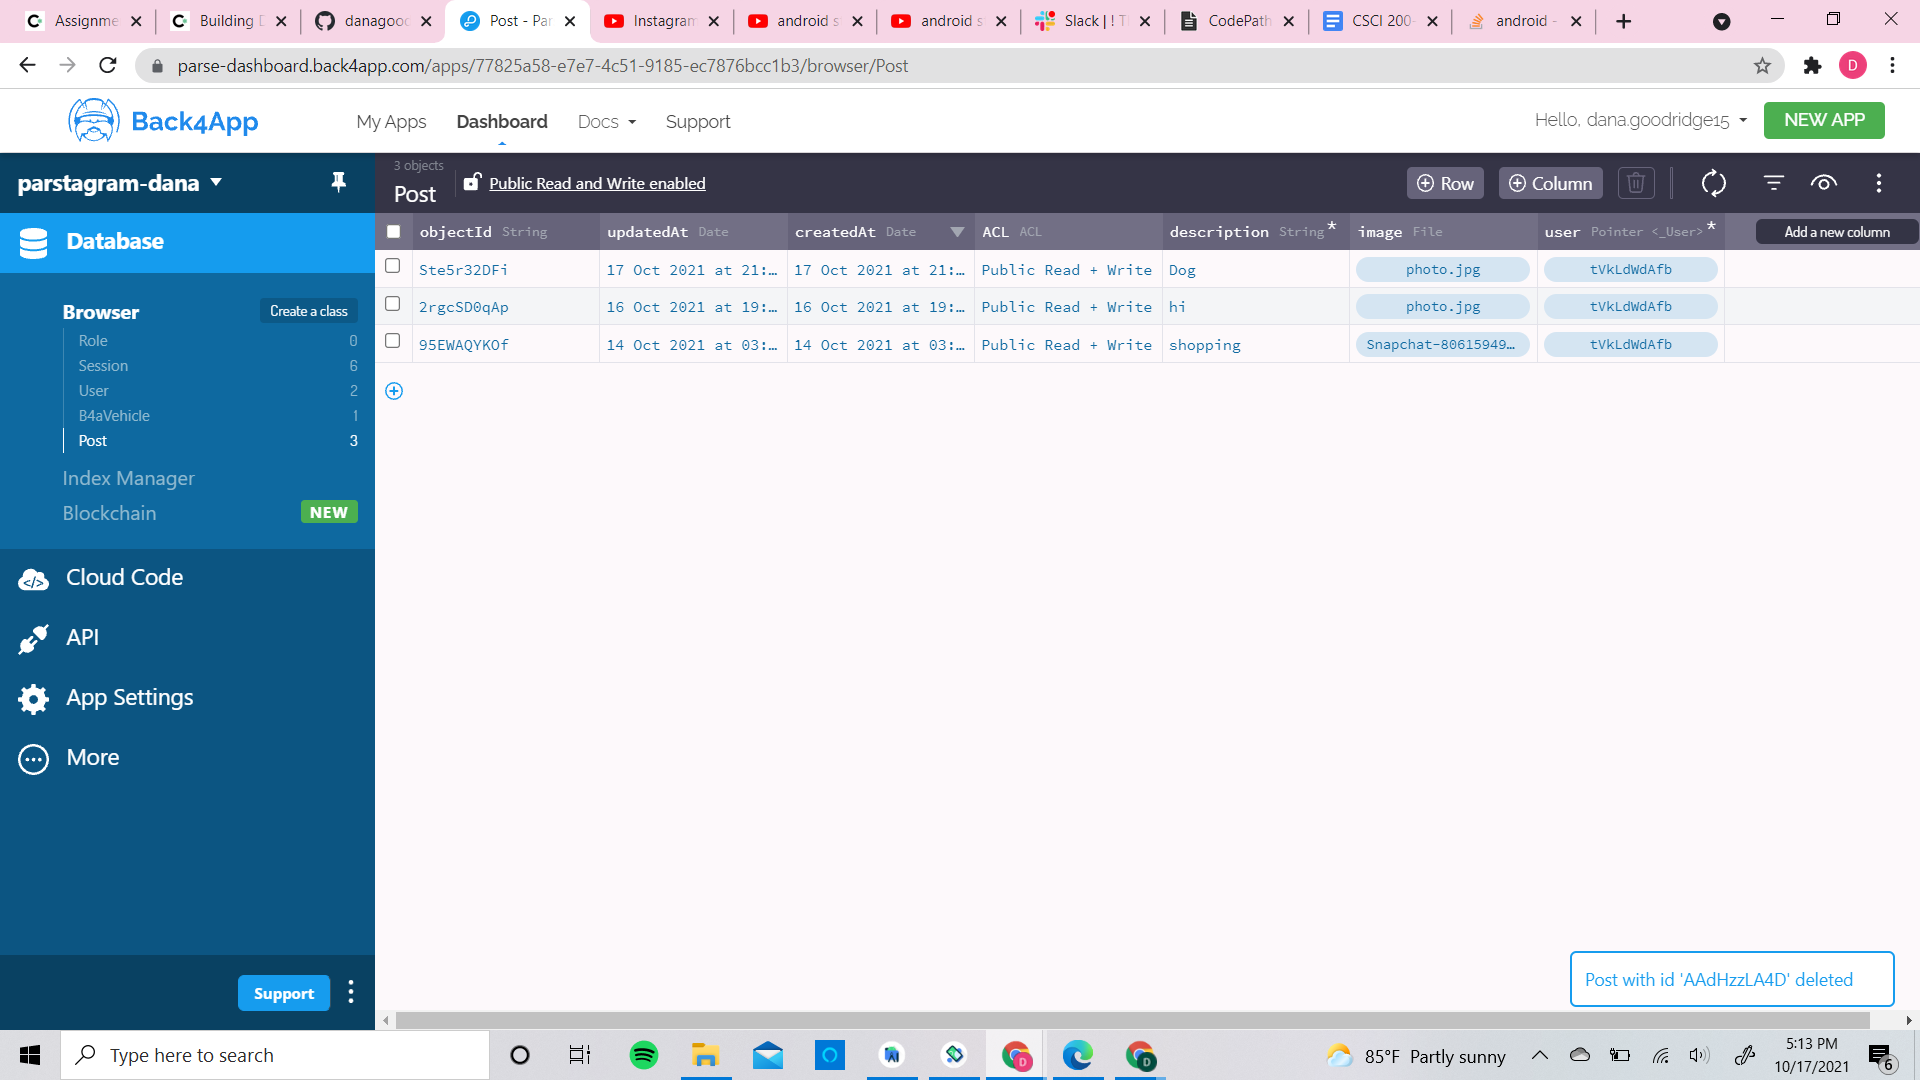 Assignme
Building D
danagooc
Post - Par
Instagram
android s
android s
Slack | ! Tl
CodePath
CSCI 200-
android -
parse-dashboard.back4app.com/apps/77825a58-e7e7-4c51-9185-ec7876bcc1b3/browser/Post
D
Back4App
My Apps
Dashboard
Docs
Support
Hello, dana.goodridge15
NEW APP
parstagram-dana
3 objects
Post
Public Read and Write enabled
Row
Column
Database
objectId String
updatedAt Date
createdAt Date
ACL ACL
description String *
image File
user Pointer <_User> *
Add a new column
Ste5r32DFi 17 Oct 2021 at 21:… 17 Oct 2021 at 21:… Public Read + Write Dog photo.jpg tVkLdWdAfb
2rgcSD0qAp 16 Oct 2021 at 19:… 16 Oct 2021 at 19:… Public Read + Write hi photo.jpg tVkLdWdAfb
95EWAQYKOf 14 Oct 2021 at 03:… 14 Oct 2021 at 03:… Public Read + Write shopping Snapchat-80615949… tVkLdWdAfb
Browser
Create a class
Role 0
Session 6
User 2
B4aVehicle 1
Post 3
Index Manager
Blockchain NEW
Cloud Code
API
App Settings
More
Support
Post with id 'AAdHzzLA4D' deleted
Type here to search
85°F Partly sunny
5:13 PM
10/17/2021
6